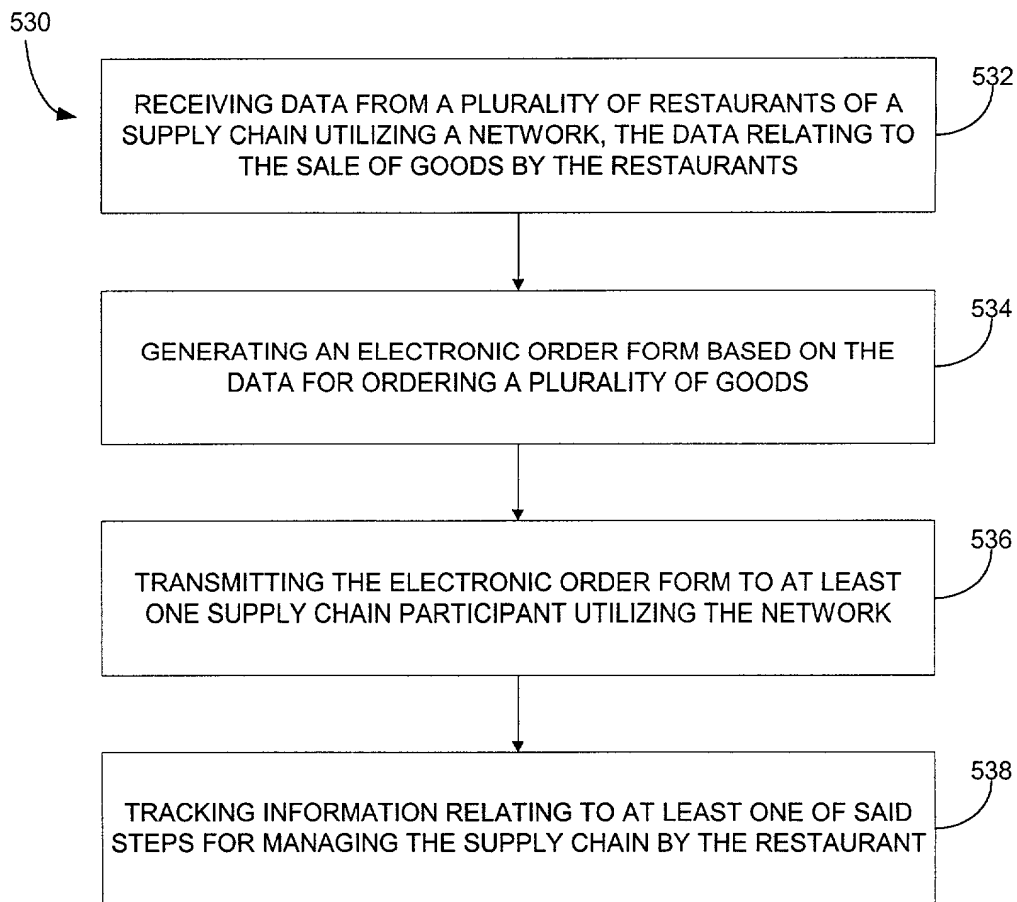 530
532
RECEIVING DATA FROM A PLURALITY OF RESTAURANTS OF A
SUPPLY CHAIN UTILIZING A NETWORK, THE DATA RELATING TO
THE SALE OF GOODS BY THE RESTAURANTS
534
GENERATING AN ELECTRONIC ORDER FORM BASED ON THE
DATA FOR ORDERING A PLURALITY OF GOODS
536
TRANSMITTING THE ELECTRONIC ORDER FORM TO AT LEAST
ONE SUPPLY CHAIN PARTICIPANT UTILIZING THE NETWORK
538
TRACKING INFORMATION RELATING TO AT LEAST ONE OF SAID
STEPS FOR MANAGING THE SUPPLY CHAIN BY THE RESTAURANT